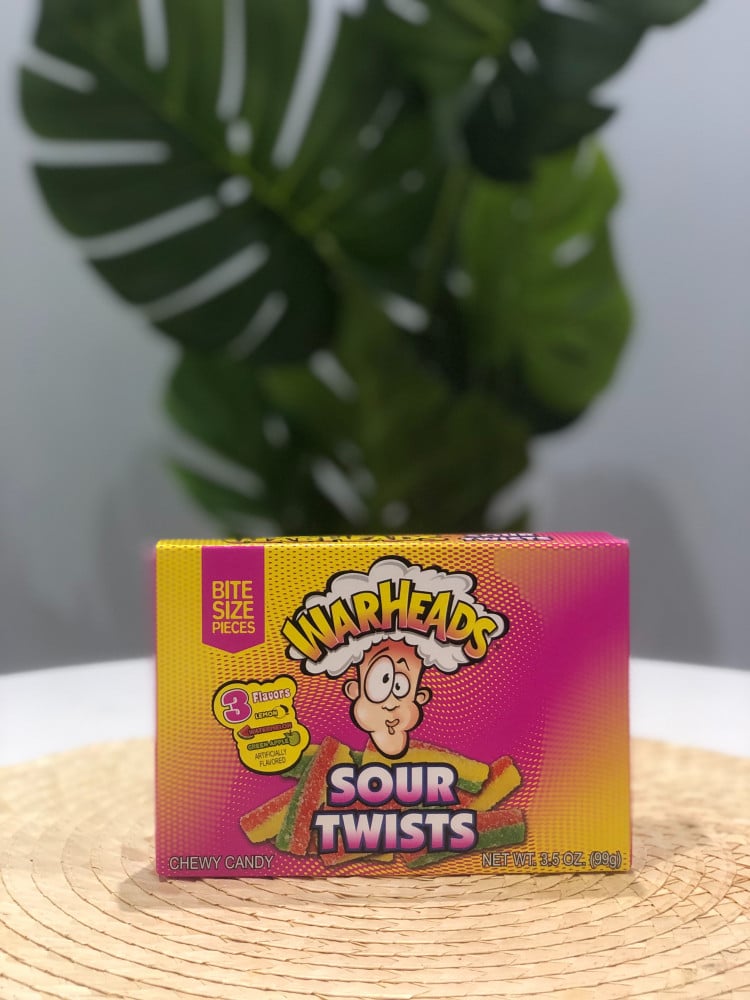 BITE
SIZE
PIECES
WARHEADS
3 Flavors
LEMON
WATERMELON
GREEN APPLE
ARTIFICIALLY
FLAVORED
SOUR
TWISTS
CHEWY CANDY
NET WT. 3.5 OZ. (99g)